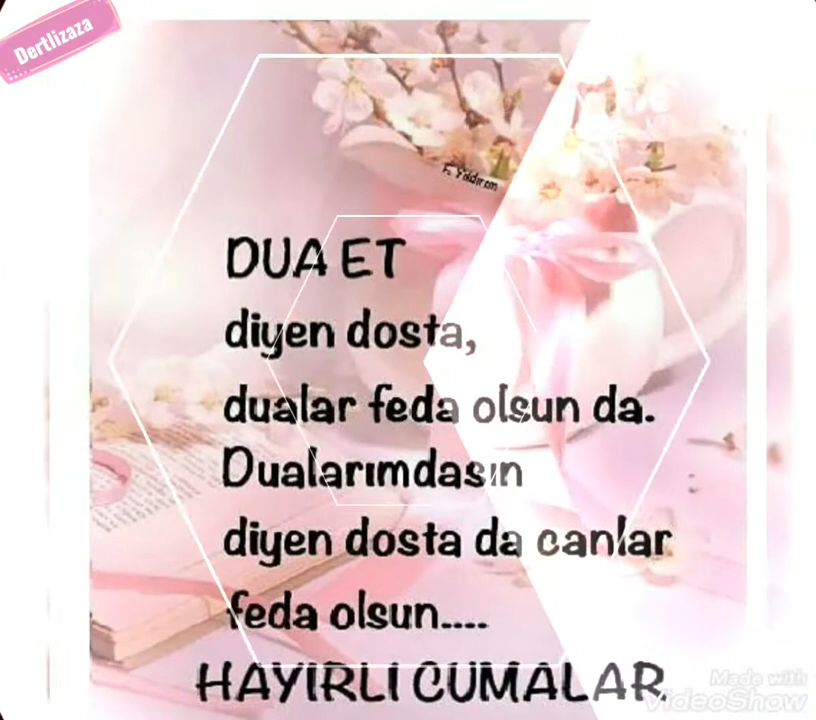 Dertlizaza
F. Yıldırım
DUA ET
diyen dosta,
dualar feda olsun da.
Dualarımdasın
diyen dosta da canlar
feda olsun....
HAYIRLI CUMALAR.
Made with
VideoShow